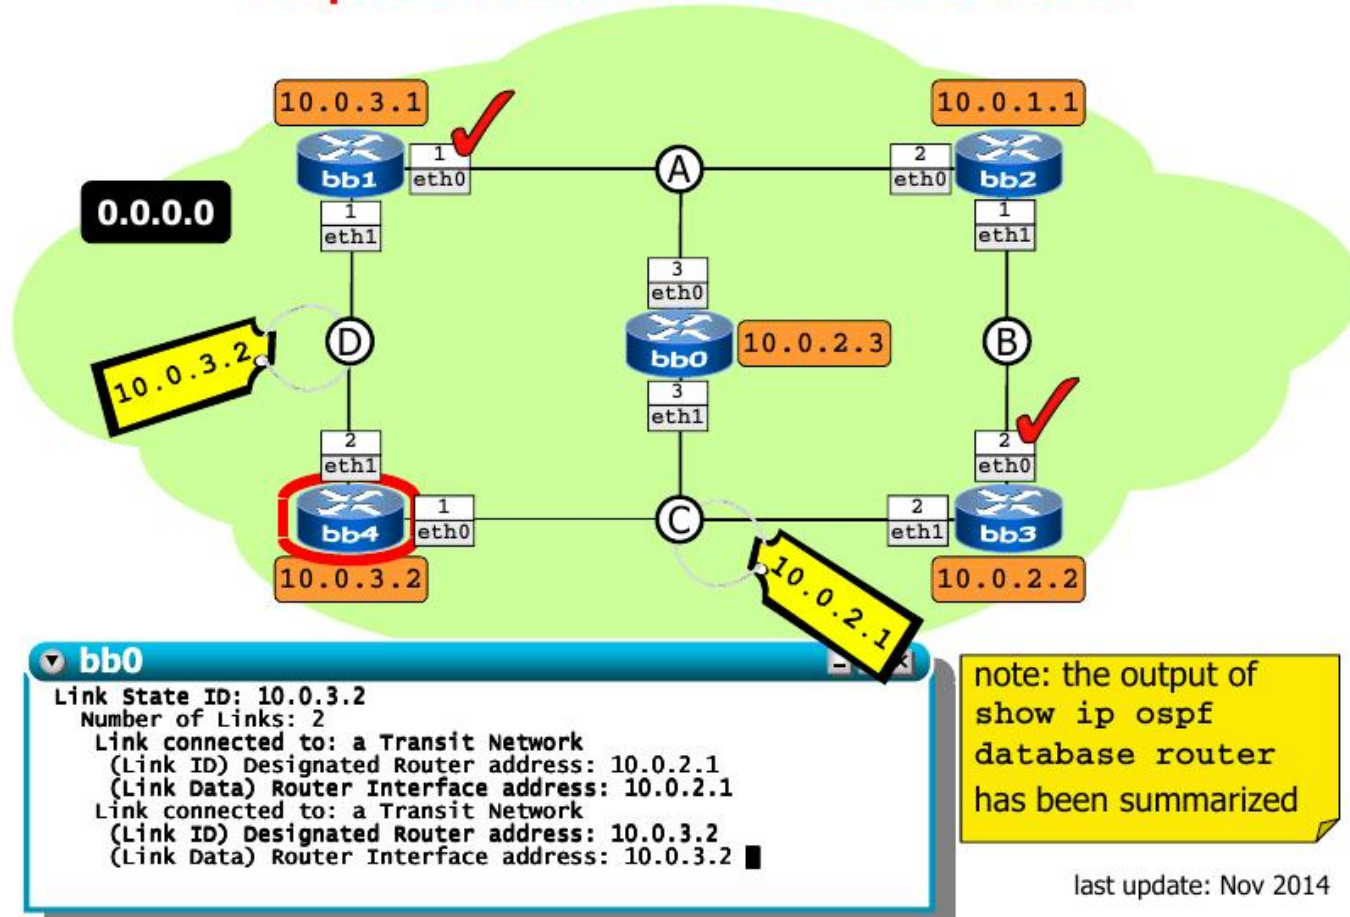 10.0.3.1
10.0.1.1
1
eth0
A
2
eth0
bb1
bb2
0.0.0.0
1
eth1
1
eth1
3
eth0
10.0.3.2
D
bb0
10.0.2.3
B
3
eth1
2
eth1
2
eth0
bb4
1
eth0
C
2
eth1
bb3
10.0.3.2
10.0.2.1
10.0.2.2
bb0
Link State ID: 10.0.3.2
Number of Links: 2
Link connected to: a Transit Network
(Link ID) Designated Router address: 10.0.2.1
(Link Data) Router Interface address: 10.0.2.1
Link connected to: a Transit Network
(Link ID) Designated Router address: 10.0.3.2
(Link Data) Router Interface address: 10.0.3.2
note: the output of
show ip ospf
database router
has been summarized
last update: Nov 2014